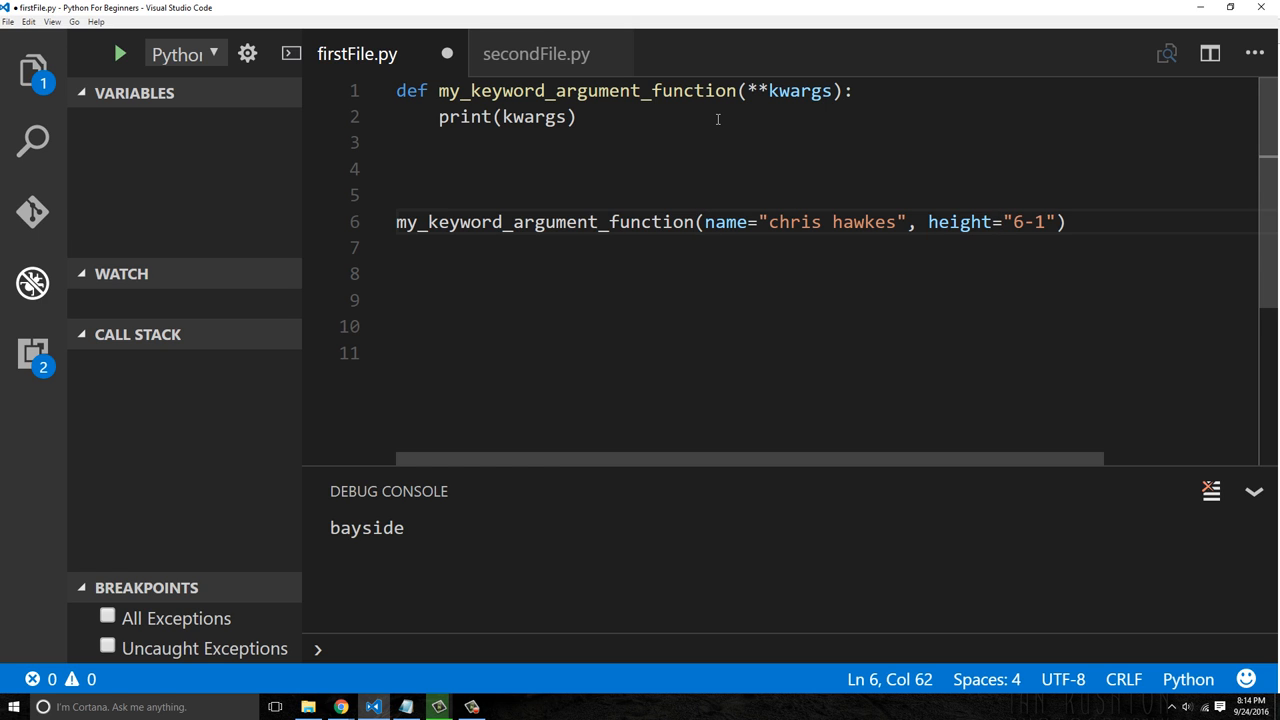 firstFile.py - Python For Beginners - Visual Studio Code
File Edit View Go Help
Pythor
firstFile.py
secondFile.py
1
VARIABLES
WATCH
CALL STACK
2
BREAKPOINTS
All Exceptions
Uncaught Exceptions
1 def my_keyword_argument_function(**kwargs):
2 print(kwargs)
3
4
5
6 my_keyword_argument_function(name="chris hawkes", height="6-1")
7
8
9
10
11
DEBUG CONSOLE
bayside
0 0 Ln 6, Col 62 Spaces: 4 UTF-8 CRLF Python
I'm Cortana. Ask me anything.
8:14 PM
9/24/2016